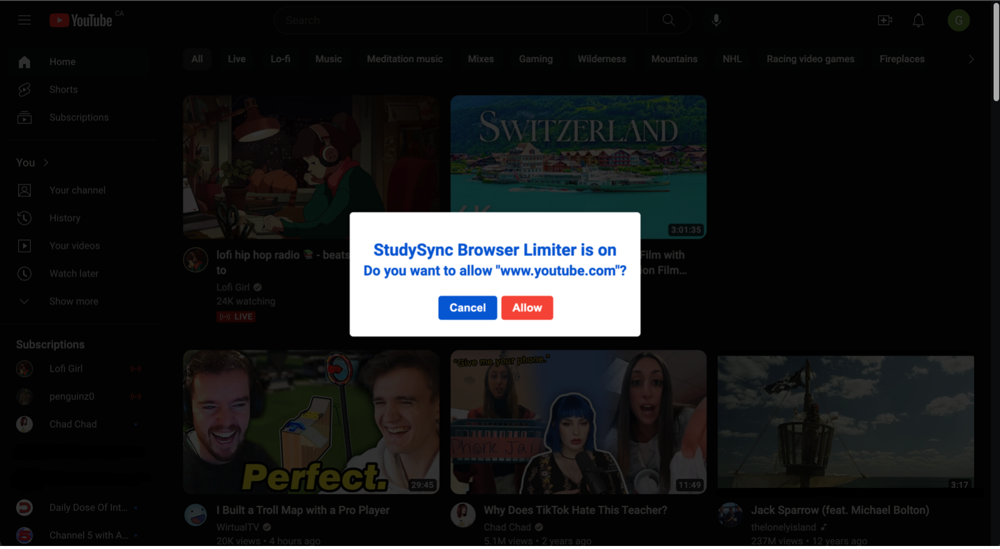 YouTube CA
Search
G
Home
Shorts
Subscriptions
You
Your channel
History
Your videos
Watch later
Show more
Subscriptions
Lofi Girl
penguinz0
Chad Chad
Daily Dose Of Int...
Channel 5 with A...
All Live Lo-fi Music Meditation music Mixes Gaming Wilderness Mountains NHL Racing video games Fireplaces
SWITZERLAND
4K
3:01:35
lofi hip hop radio 📚 - beats
to
Lofi Girl
24K watching
LIVE
Film with
ion Film...
StudySync Browser Limiter is on
Do you want to allow "www.youtube.com"?
Cancel Allow
Perfect.
29:45
I Built a Troll Map with a Pro Player
WirtualTV
20K views • 4 hours ago
"Give me your phone."
Phone Jai
11:49
Why Does TikTok Hate This Teacher?
Chad Chad
5.1M views • 2 years ago
3:17
Jack Sparrow (feat. Michael Bolton)
thelonelyisland
237M views • 12 years ago